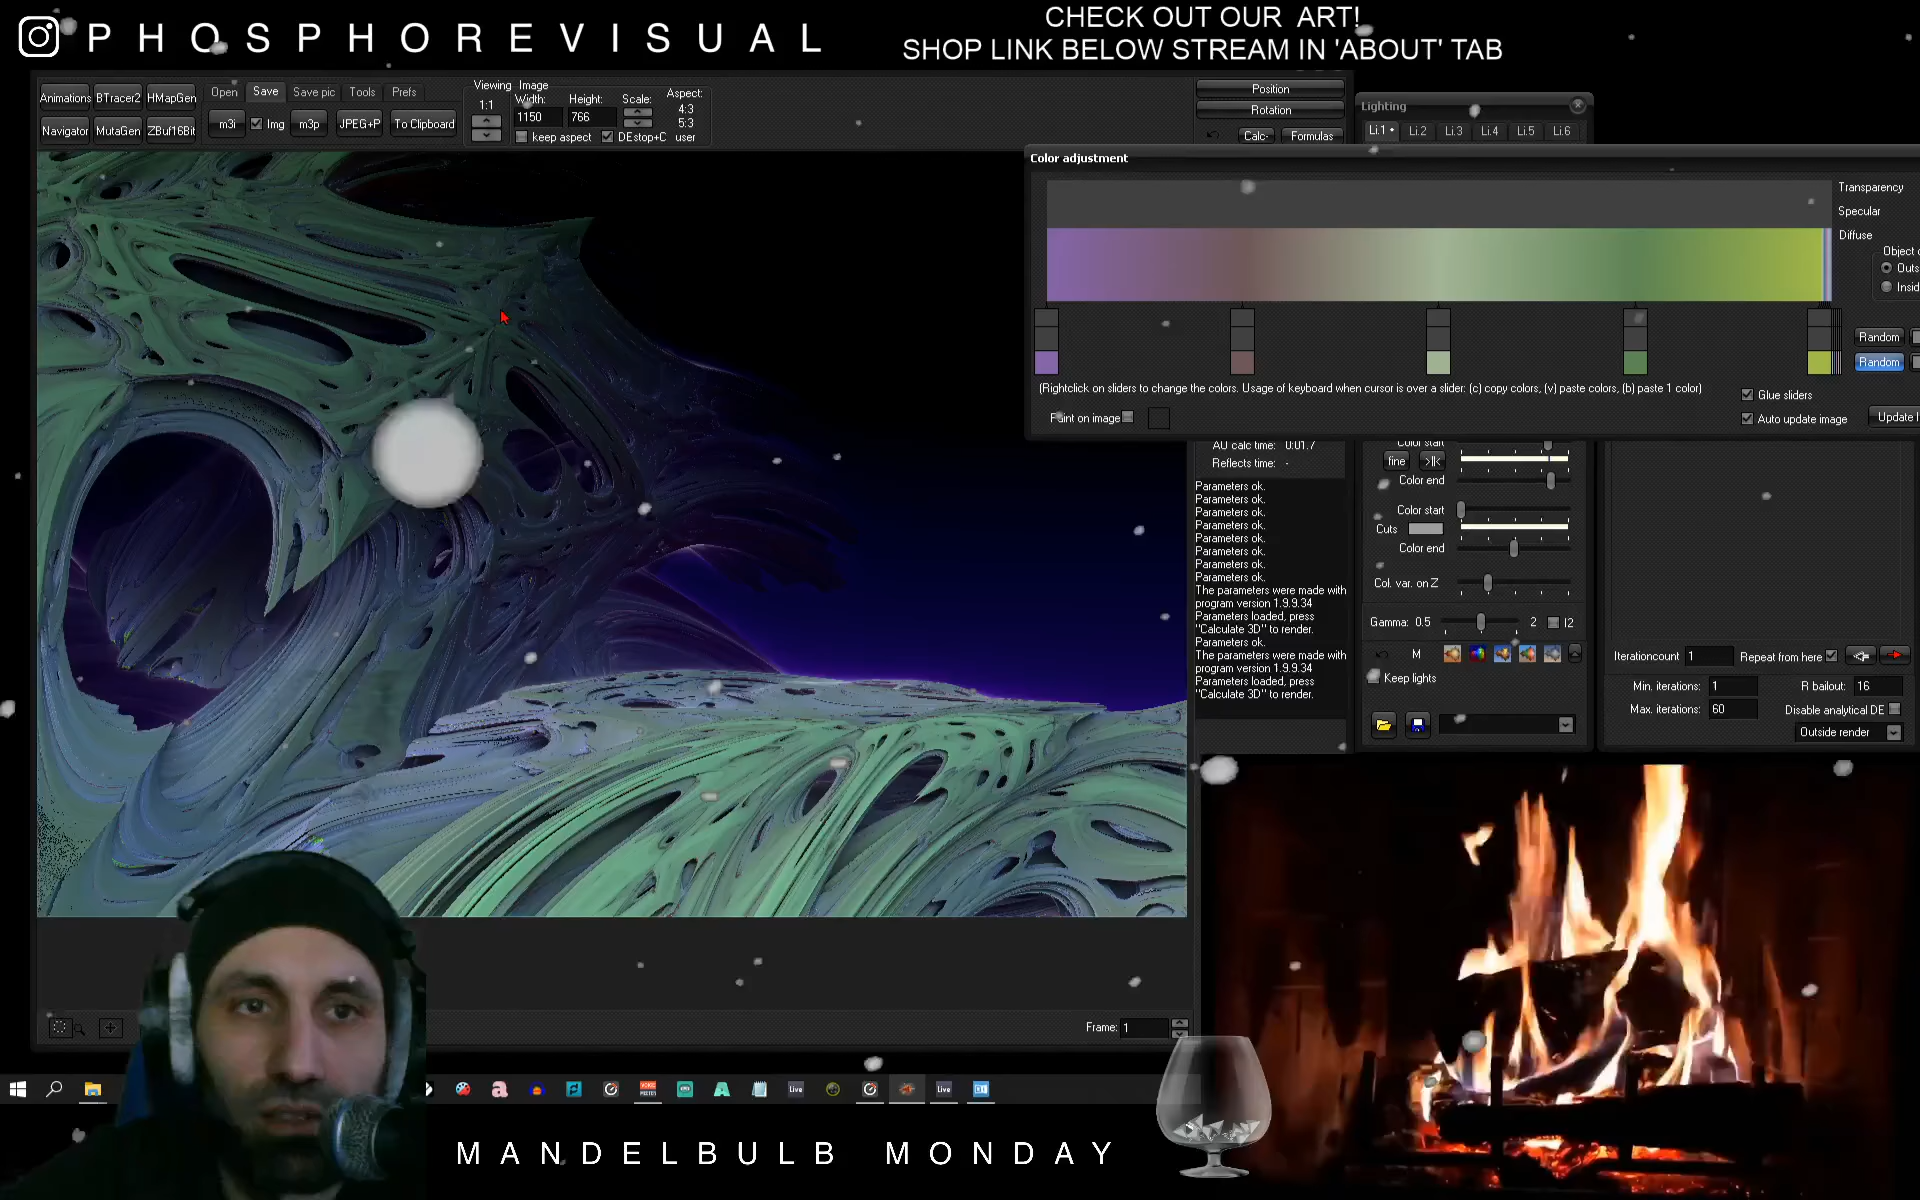 PHOSPHOREVISUAL
CHECK OUT OUR ART!
SHOP LINK BELOW STREAM IN 'ABOUT' TAB
Animations BTracer2 HMapGen
Navigator MutaGen ZBuf16Bit
Open Save Save pic Tools Prefs
m3i Img m3p JPEG+P To Clipboard
Viewing Image
1:1 Width: Height: Scale: Aspect:
1150 766 4:3
5:3
keep aspect DEstop+C user
Position
Rotation
Calc- Formulas
Lighting
Li.1 Li.2 Li.3 Li.4 Li.5 Li.6
Color adjustment
Transparency
Specular
Diffuse
Random
Random
(Rightclick on sliders to change the colors. Usage of keyboard when cursor is over a slider: (c) copy colors, (v) paste colors, (b) paste 1 color)
Glue sliders
Paint on image
Auto update image
Update
AU calc time: 0:01.7
Reflects time: -
Parameters ok.
Parameters ok.
Parameters ok.
Parameters ok.
Parameters ok.
Parameters ok.
Parameters ok.
Parameters ok.
The parameters were made with
program version 1.9.9.34
Parameters loaded, press
"Calculate 3D" to render.
Parameters ok.
The parameters were made with
program version 1.9.9.34
Parameters loaded, press
"Calculate 3D" to render.
Color start
fine
Color end
Color start
Cuts
Color end
Col. var. on Z
Gamma: 0.5 2 I2
M
Keep lights
Iterationcount 1 Repeat from here
Min. iterations: 1 R bailout: 16
Max. iterations: 60 Disable analytical DE
Outside render
Frame: 1
MANDELBULB MONDAY